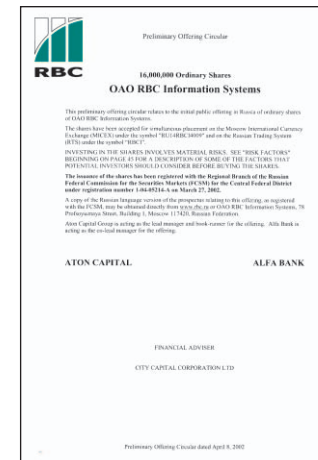 Preliminary Offering Circular
RBC
16,000,000 Ordinary Shares
OAO RBC Information Systems
This preliminary offering circular relates to the initial public offering in Russia of ordinary shares
of OAO RBC Information Systems.
The shares have been accepted for simultaneous placement on the Moscow International Currency
Exchange (MICEX) under the symbol "RU14RBC4009" and on the Russian Trading System
(RTS) under the symbol "RBCI".
INVESTING IN THE SHARES INVOLVES MATERIAL RISKS. SEE "RISK FACTORS"
BEGINNING ON PAGE 45 FOR A DESCRIPTION OF SOME OF THE FACTORS THAT
POTENTIAL INVESTORS SHOULD CONSIDER BEFORE BUYING THE SHARES.
The issuance of the shares has been registered with the Regional Branch of the Russian
Federal Commission for the Securities Markets (FCSM) for the Central Federal District
under registration number 1-04-05214-A on March 27, 2002.
A copy of the Russian language version of the prospectus relating to this offering, as registered
with the FCSM, may be obtained directly from www.rbc.ru or OAO RBC Information Systems, 78
Profsoyuznaya Street, Building 1, Moscow 117420, Russian Federation.
Aton Capital Group is acting as the lead manager and book-runner for the offering. Alfa Bank is
acting as the co-lead manager for the offering.
ATON CAPITAL
ALFA BANK
FINANCIAL ADVISER
CITY CAPITAL CORPORATION LTD
Preliminary Offering Circular dated April 8, 2002